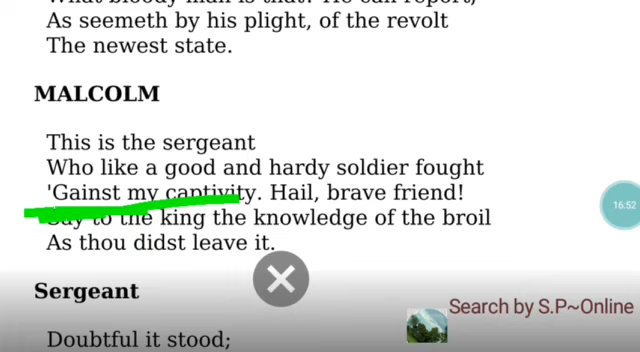 As seemeth by his plight, of the revolt
The newest state.
MALCOLM
This is the sergeant
Who like a good and hardy soldier fought
'Gainst my captivity. Hail, brave friend!
Say to the king the knowledge of the broil
As thou didst leave it.
Sergeant
Doubtful it stood;
16:52
Search by S.P~Online